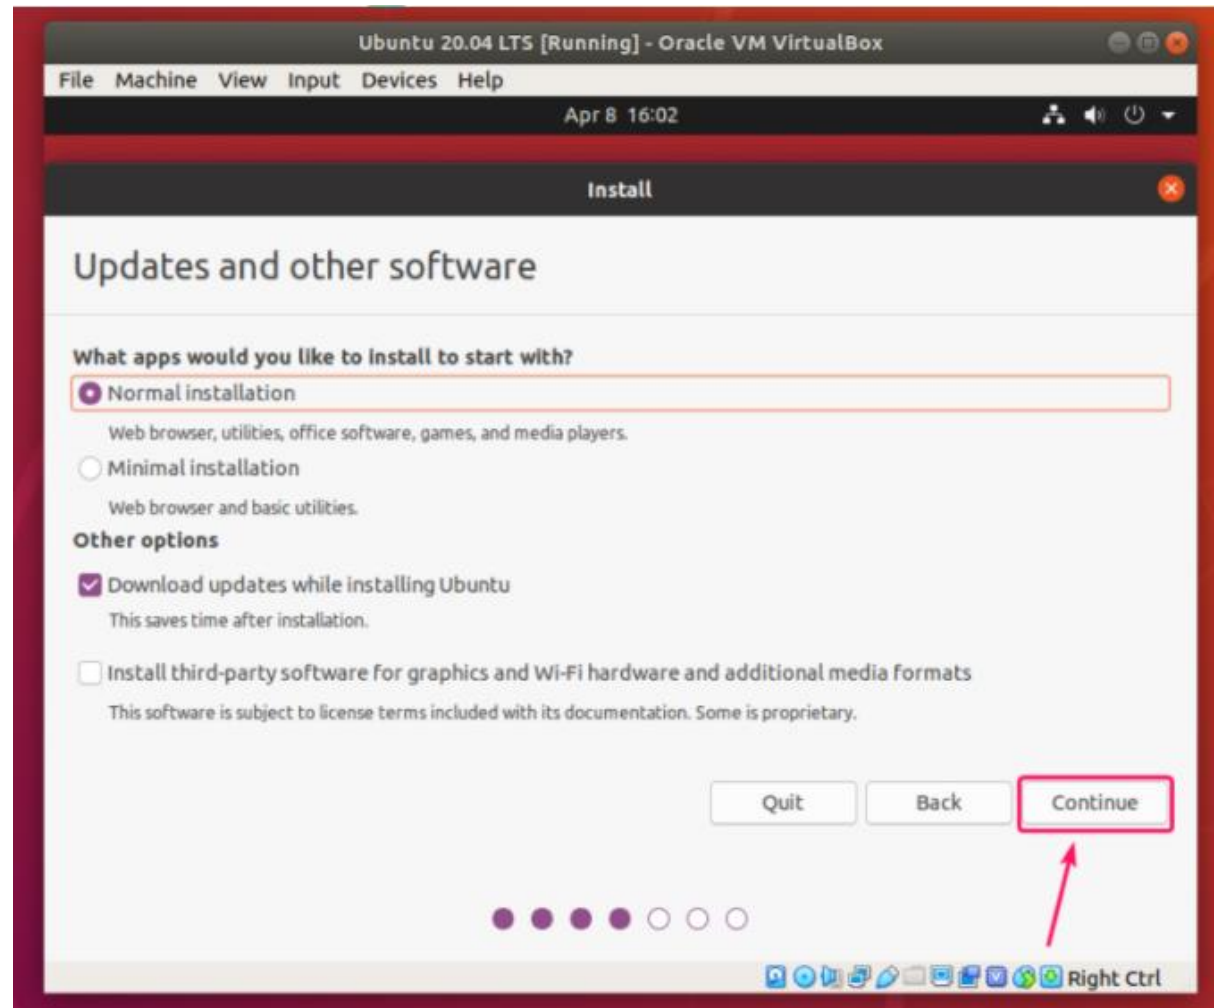 Ubuntu 20.04 LTS [Running] - Oracle VM VirtualBox
File Machine View Input Devices Help
Apr 8 16:02
Install
Updates and other software
What apps would you like to install to start with?
Normal installation
Web browser, utilities, office software, games, and media players.
Minimal installation
Web browser and basic utilities.
Other options
Download updates while installing Ubuntu
This saves time after installation.
Install third-party software for graphics and Wi-Fi hardware and additional media formats
This software is subject to license terms included with its documentation. Some is proprietary.
Quit Back Continue
Right Ctrl